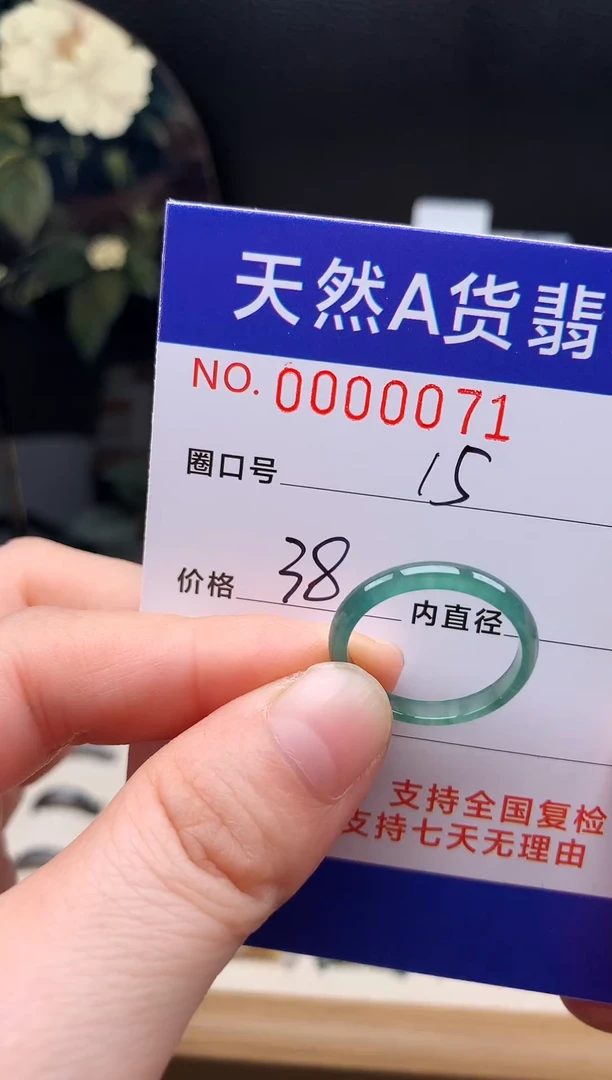 天然A货翡
NO. 0000071
圈口号 15
价格 38 内直径
支持全国复检
支持七天无理由